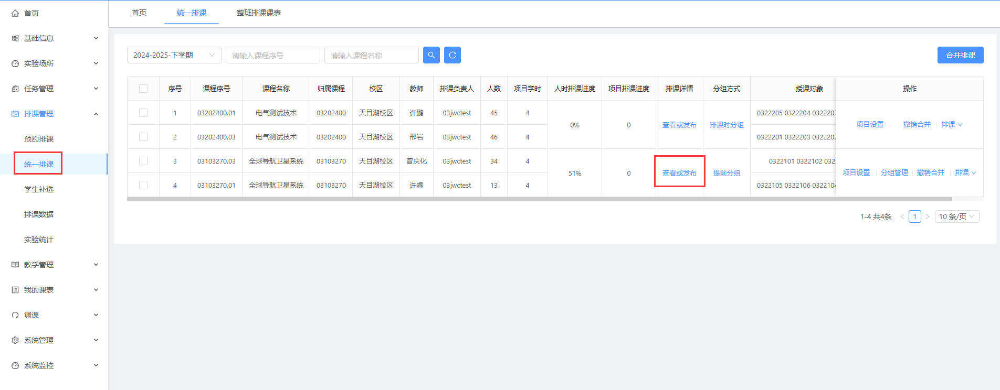 首页
基础信息
实验场所
任务管理
排课管理
预约排课
统一排课
学生补选
排课数据
实验统计
教学管理
我的课表
调课
系统管理
系统监控
首页 统一排课 整班排课课表
2024-2025-下学期 请输入课程序号 请输入课程名称 合并排课
序号 课程序号 课程名称 归属课程 校区 教师 排课负责人 人数 项目学时 人时排课进度 项目排课进度 排课详情 分组方式 授课对象 操作
1 03202400.01 电气测试技术 03202400 天目湖校区 许鹏 03jwctest 45 4 0322205 0322204 0322207
0% 0 查看或发布 排课时分组 项目设置 撤销合并 排课
2 03202400.03 电气测试技术 03202400 天目湖校区 邢岩 03jwctest 46 4 0322201 0322203 0322202
3 03103270.03 全球导航卫星系统 03103270 天目湖校区 曾庆化 03jwctest 34 4 0322101 0322102 032
51% 0 查看或发布 提前分组 项目设置 分组管理 撤销合并 排课
4 03103270.01 全球导航卫星系统 03103270 天目湖校区 许睿 03jwctest 13 4 0322105 0322106 0322104
1-4 共4条 < 1 > 10 条/页